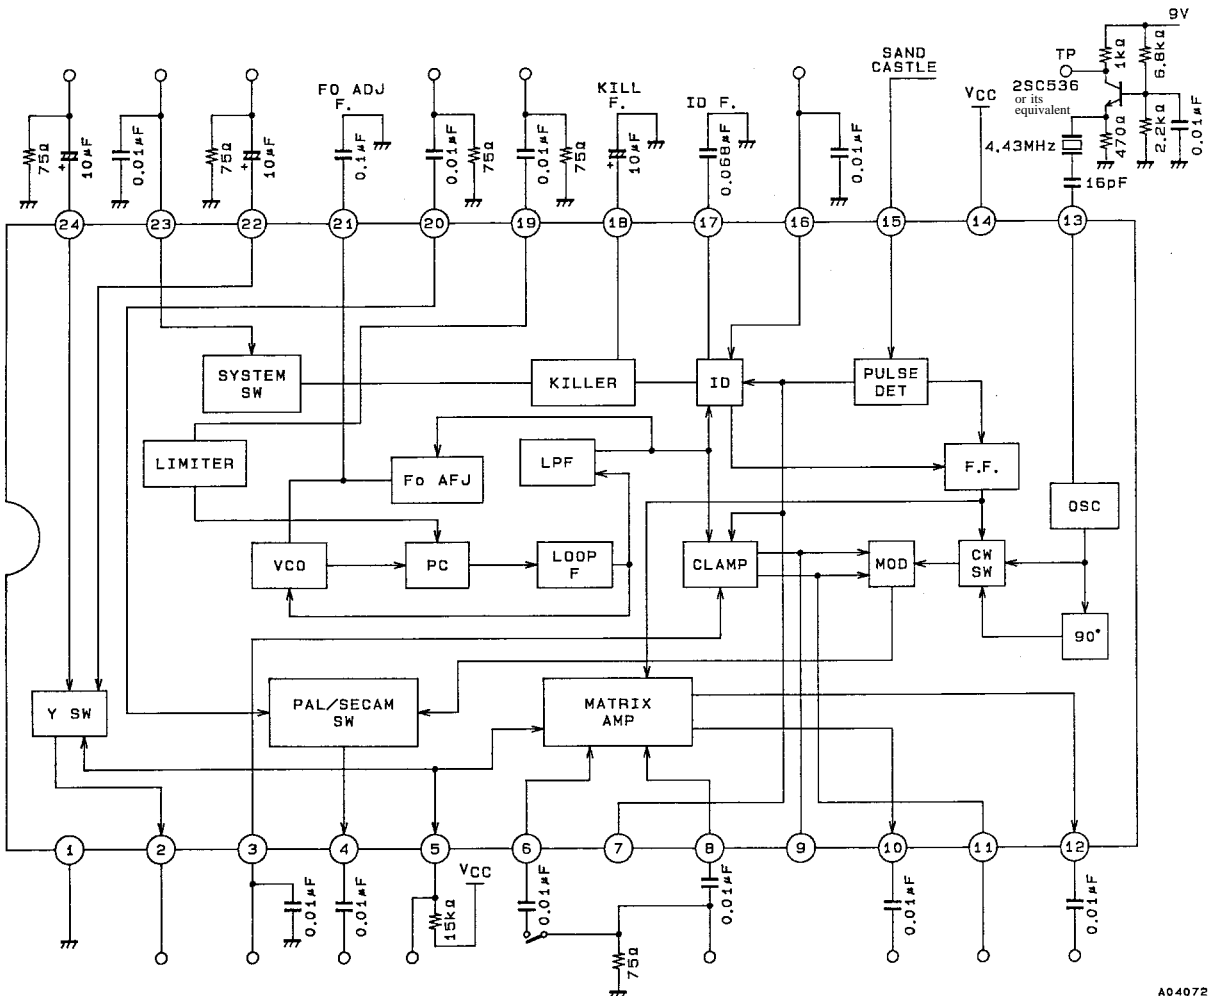 9V
SAND
CASTLE
TP
1kΩ
6.8kΩ
FO ADJ
F.
KILL
F.
ID F.
VCC
2SC536
or its
equivalent
75Ω
10μF
0.01μF
75Ω
10μF
0.1μF
0.01μF
75Ω
0.01μF
75Ω
10μF
0.068μF
0.01μF
4.43MHz
470Ω
2.2kΩ
0.01μF
16pF
24
23
22
21
20
19
18
17
16
15
14
13
SYSTEM
SW
KILLER
ID
PULSE
DET
LIMITER
Fo AFJ
LPF
F.F.
OSC
VCO
PC
LOOP
F
CLAMP
MOD
CW
SW
90°
Y SW
PAL/SECAM
SW
MATRIX
AMP
1
2
3
4
5
6
7
8
9
10
11
12
0.01μF
0.01μF
15kΩ
VCC
0.01μF
75Ω
0.01μF
0.01μF
0.01μF
A04072